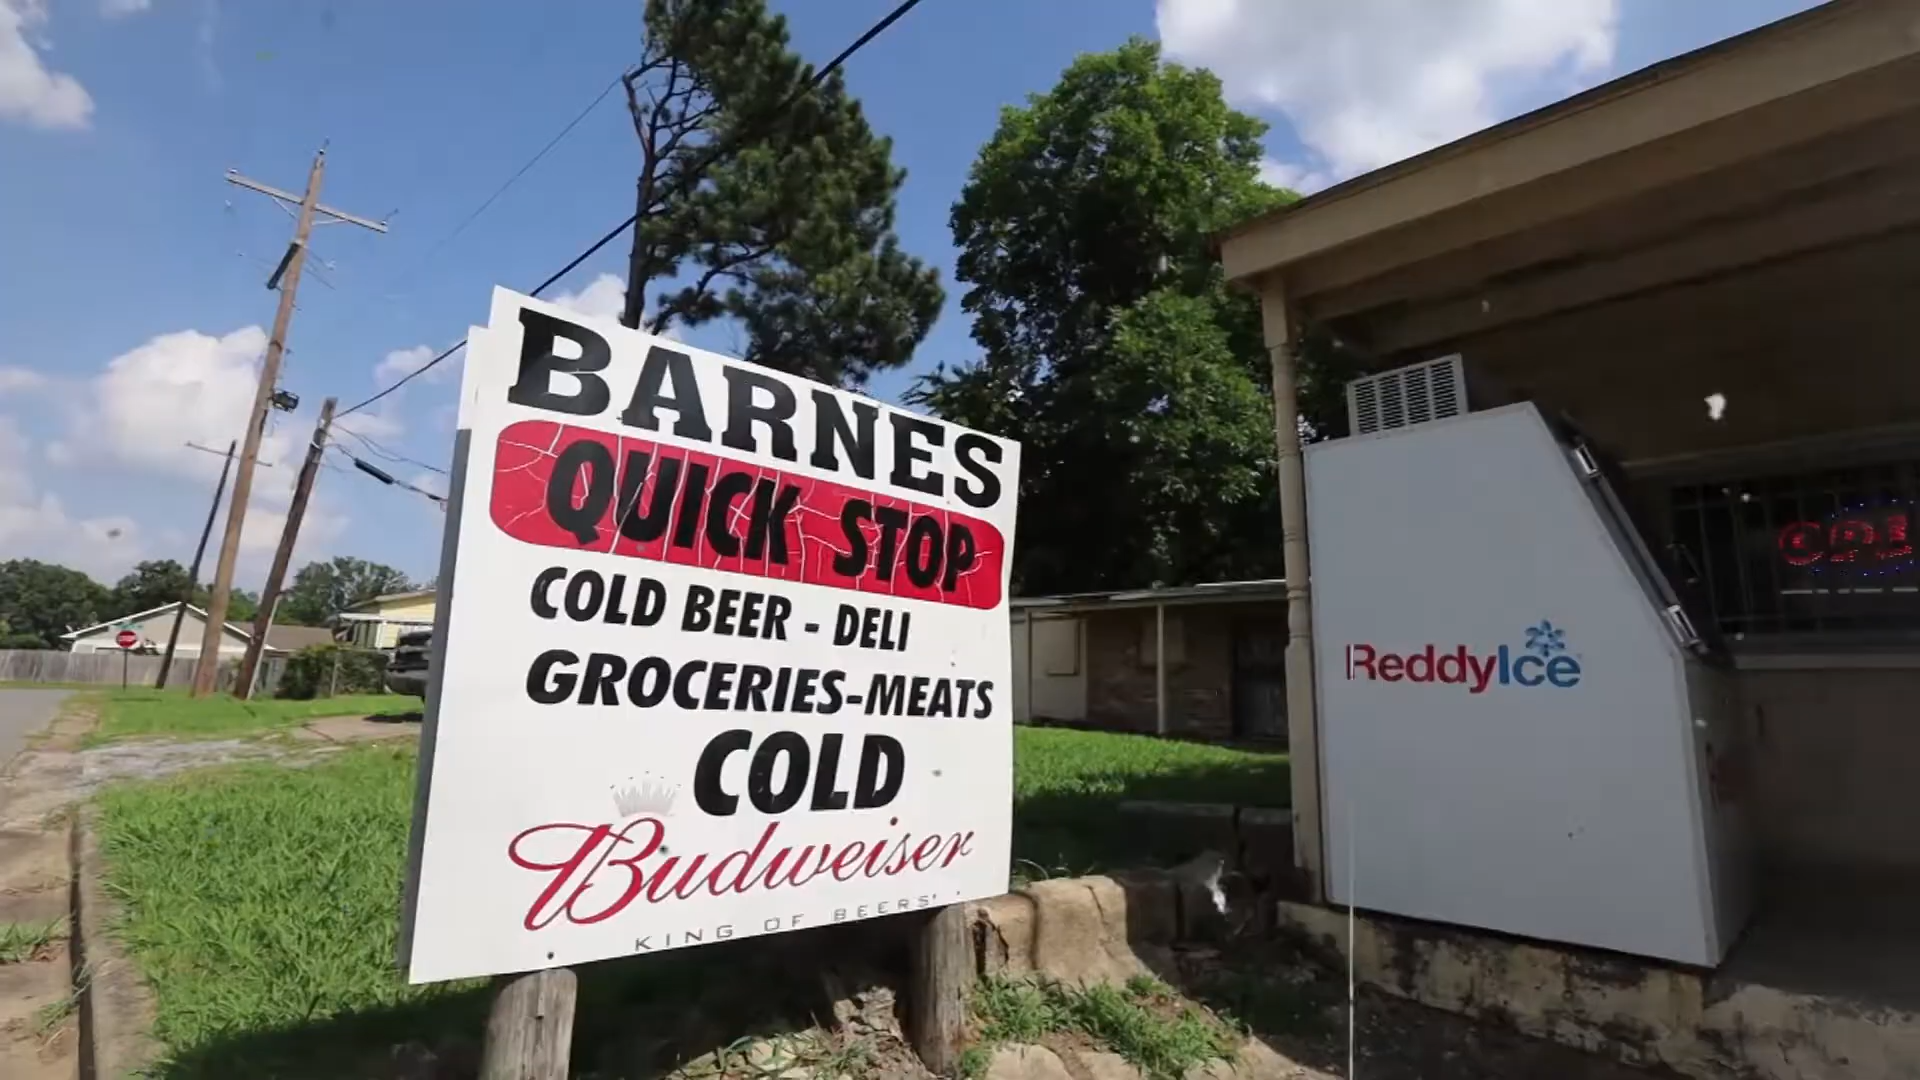 BARNES
QUICK STOP
COLD BEER - DELI
GROCERIES-MEATS
COLD
Budweiser
KING OF BEERS
ReddyIce